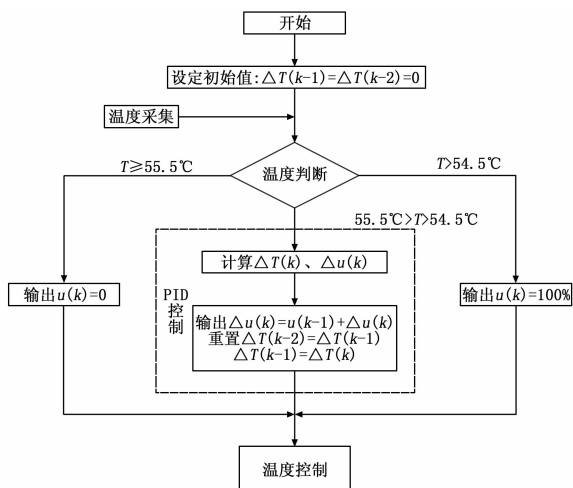 开始
设定初始值:△T(k-1)=△T(k-2)=0
温度采集
温度判断
T≥55.5℃
T>54.5℃
55.5℃>T>54.5℃
PID
控制
计算△T(k)、△u(k)
输出u(k)=0
输出△u(k)=u(k-1)+△u(k)
重置△T(k-2)=△T(k-1)
△T(k-1)=△T(k)
输出u(k)=100%
温度控制